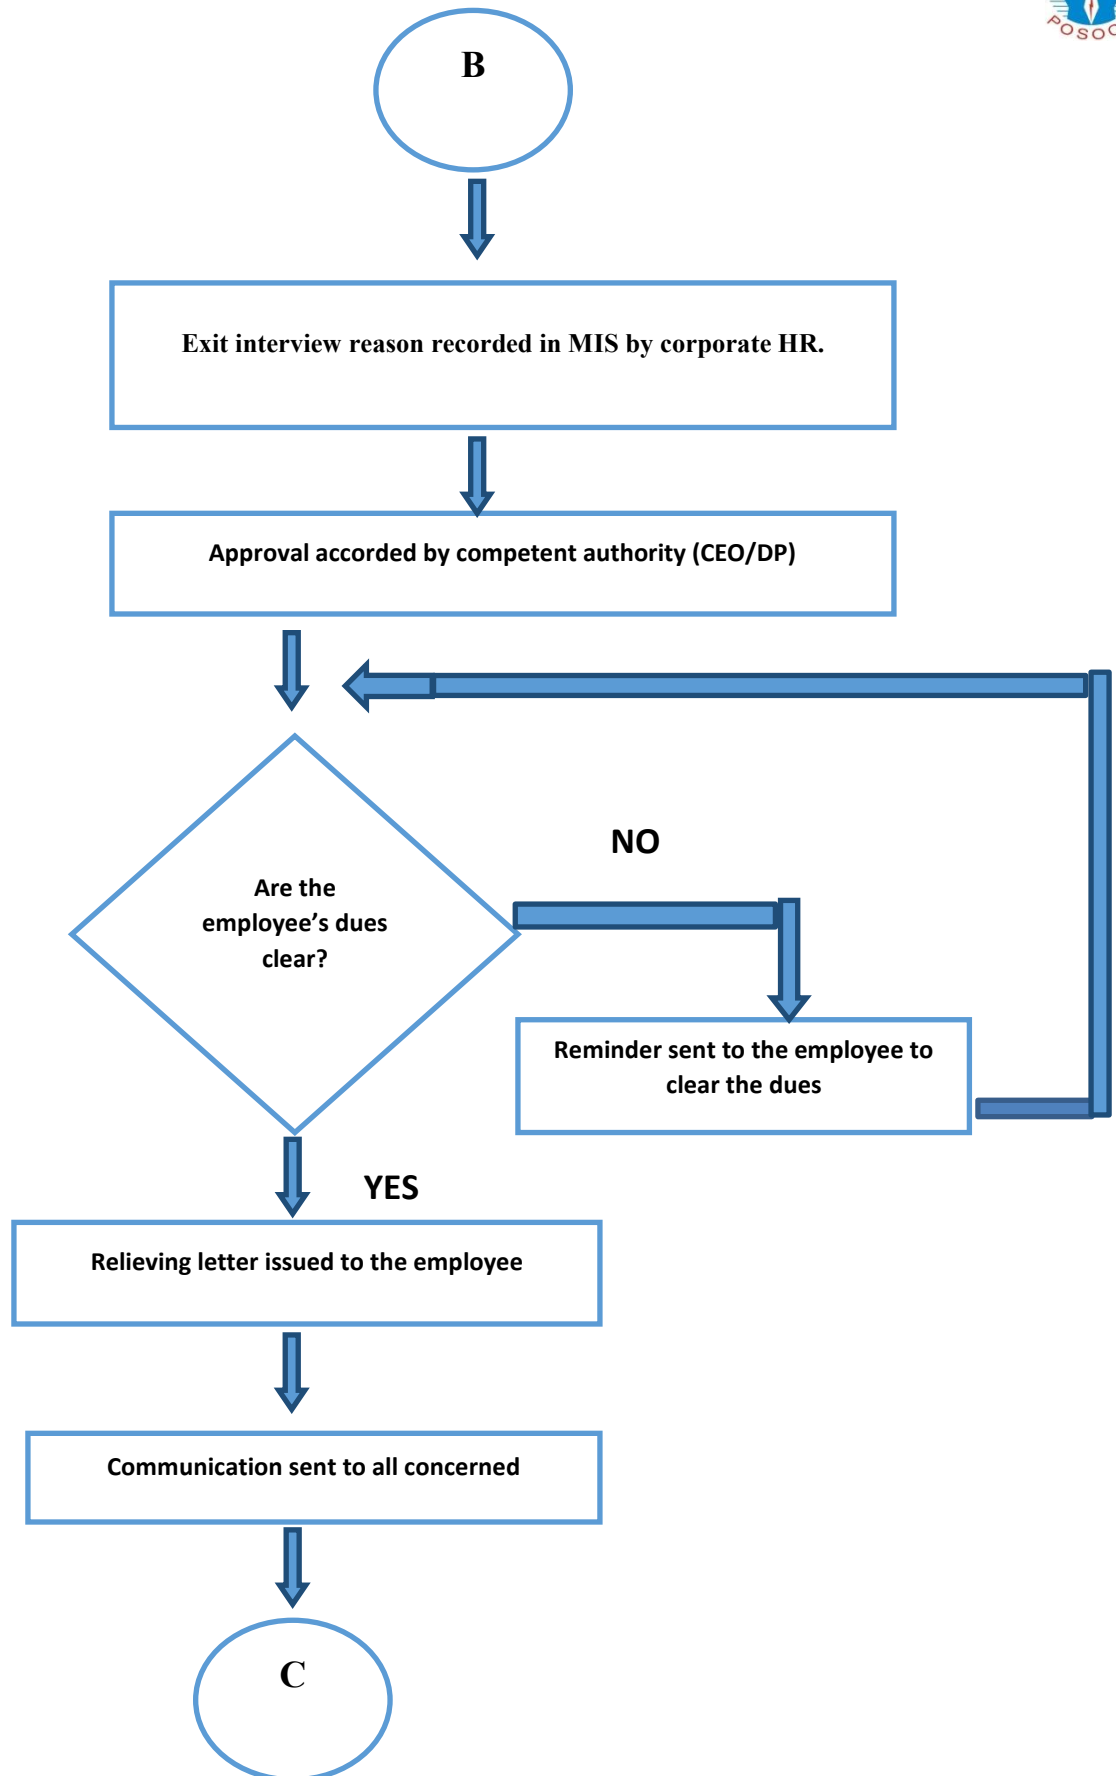 POSOC
B
Exit interview reason recorded in MIS by corporate HR.
Approval accorded by competent authority (CEO/DP)
NO
Are the
employee’s dues
clear?
Reminder sent to the employee to
clear the dues
YES
Relieving letter issued to the employee
Communication sent to all concerned
C